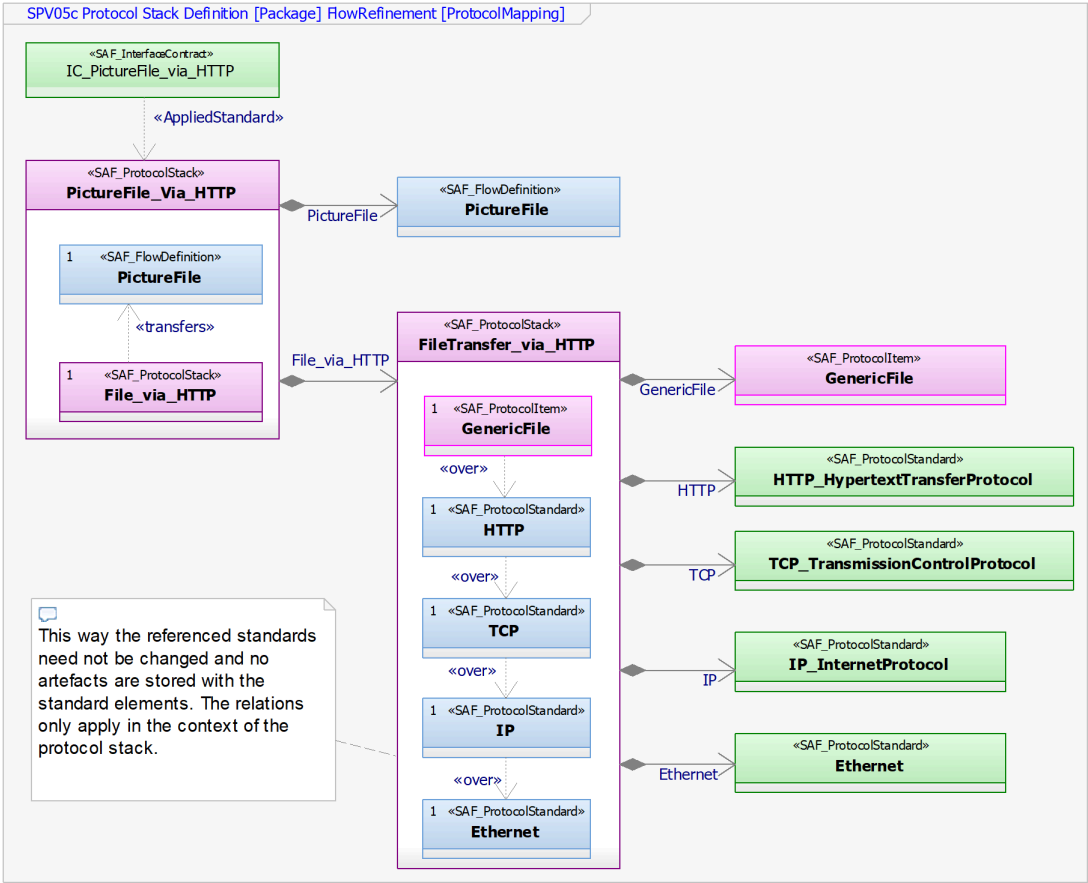 SPV05c Protocol Stack Definition [Package] FlowRefinement [ProtocolMapping]
«SAF_InterfaceContract»
IC_PictureFile_via_HTTP
«AppliedStandard»
«SAF_ProtocolStack»
PictureFile_Via_HTTP
PictureFile
«SAF_FlowDefinition»
PictureFile
1 «SAF_FlowDefinition»
PictureFile
«transfers»
1 «SAF_ProtocolStack»
File_via_HTTP
File_via_HTTP
«SAF_ProtocolStack»
FileTransfer_via_HTTP
1 «SAF_ProtocolItem»
GenericFile
«over»
1 «SAF_ProtocolStandard»
HTTP
«over»
1 «SAF_ProtocolStandard»
TCP
«over»
1 «SAF_ProtocolStandard»
IP
«over»
1 «SAF_ProtocolStandard»
Ethernet
GenericFile
«SAF_ProtocolItem»
GenericFile
HTTP
«SAF_ProtocolStandard»
HTTP_HypertextTransferProtocol
TCP
«SAF_ProtocolStandard»
TCP_TransmissionControlProtocol
IP
«SAF_ProtocolStandard»
IP_InternetProtocol
Ethernet
«SAF_ProtocolStandard»
Ethernet
This way the referenced standards
need not be changed and no
artefacts are stored with the
standard elements. The relations
only apply in the context of the
protocol stack.